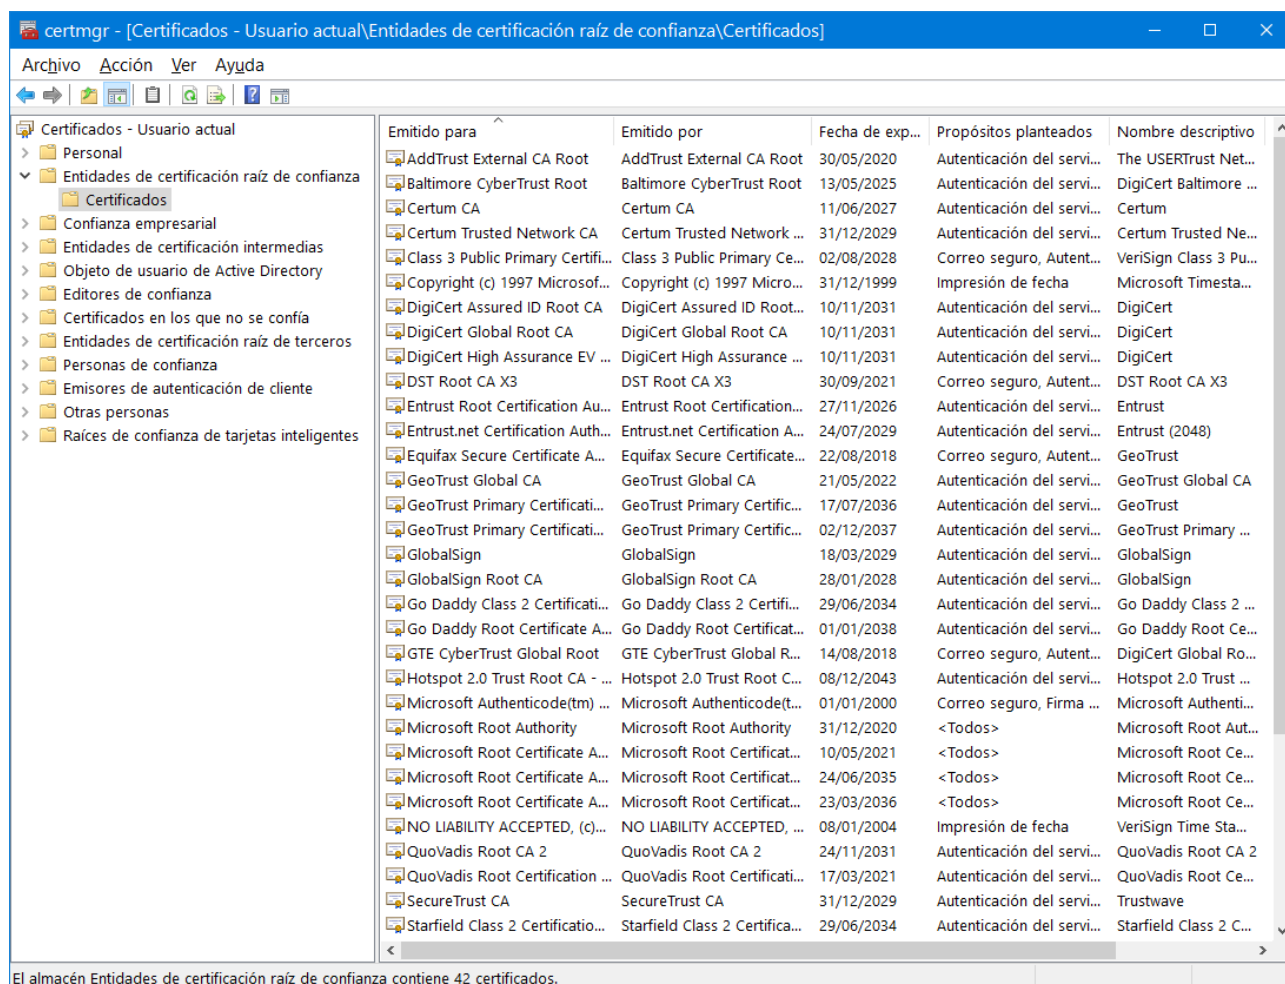 certmgr - [Certificados - Usuario actual\Entidades de certificación raíz de confianza\Certificados]
Archivo Acción Ver Ayuda
Certificados - Usuario actual
Personal
Entidades de certificación raíz de confianza
Certificados
Confianza empresarial
Entidades de certificación intermedias
Objeto de usuario de Active Directory
Editores de confianza
Certificados en los que no se confía
Entidades de certificación raíz de terceros
Personas de confianza
Emisores de autenticación de cliente
Otras personas
Raíces de confianza de tarjetas inteligentes
Emitido para Emitido por Fecha de exp... Propósitos planteados Nombre descriptivo
AddTrust External CA Root AddTrust External CA Root 30/05/2020 Autenticación del servi... The USERTrust Net...
Baltimore CyberTrust Root Baltimore CyberTrust Root 13/05/2025 Autenticación del servi... DigiCert Baltimore ...
Certum CA Certum CA 11/06/2027 Autenticación del servi... Certum
Certum Trusted Network CA Certum Trusted Network ... 31/12/2029 Autenticación del servi... Certum Trusted Ne...
Class 3 Public Primary Certifi... Class 3 Public Primary Ce... 02/08/2028 Correo seguro, Autent... VeriSign Class 3 Pu...
Copyright (c) 1997 Microsof... Copyright (c) 1997 Micro... 31/12/1999 Impresión de fecha Microsoft Timesta...
DigiCert Assured ID Root CA DigiCert Assured ID Root... 10/11/2031 Autenticación del servi... DigiCert
DigiCert Global Root CA DigiCert Global Root CA 10/11/2031 Autenticación del servi... DigiCert
DigiCert High Assurance EV ... DigiCert High Assurance ... 10/11/2031 Autenticación del servi... DigiCert
DST Root CA X3 DST Root CA X3 30/09/2021 Correo seguro, Autent... DST Root CA X3
Entrust Root Certification Au... Entrust Root Certification... 27/11/2026 Autenticación del servi... Entrust
Entrust.net Certification Auth... Entrust.net Certification A... 24/07/2029 Autenticación del servi... Entrust (2048)
Equifax Secure Certificate A... Equifax Secure Certificate... 22/08/2018 Correo seguro, Autent... GeoTrust
GeoTrust Global CA GeoTrust Global CA 21/05/2022 Autenticación del servi... GeoTrust Global CA
GeoTrust Primary Certificati... GeoTrust Primary Certific... 17/07/2036 Autenticación del servi... GeoTrust
GeoTrust Primary Certificati... GeoTrust Primary Certific... 02/12/2037 Autenticación del servi... GeoTrust Primary ...
GlobalSign GlobalSign 18/03/2029 Autenticación del servi... GlobalSign
GlobalSign Root CA GlobalSign Root CA 28/01/2028 Autenticación del servi... GlobalSign
Go Daddy Class 2 Certificati... Go Daddy Class 2 Certifi... 29/06/2034 Autenticación del servi... Go Daddy Class 2 ...
Go Daddy Root Certificate A... Go Daddy Root Certificat... 01/01/2038 Autenticación del servi... Go Daddy Root Ce...
GTE CyberTrust Global Root GTE CyberTrust Global R... 14/08/2018 Correo seguro, Autent... DigiCert Global Ro...
Hotspot 2.0 Trust Root CA - ... Hotspot 2.0 Trust Root C... 08/12/2043 Autenticación del servi... Hotspot 2.0 Trust ...
Microsoft Authenticode(tm) ... Microsoft Authenticode(t... 01/01/2000 Correo seguro, Firma ... Microsoft Authenti...
Microsoft Root Authority Microsoft Root Authority 31/12/2020 <Todos> Microsoft Root Aut...
Microsoft Root Certificate A... Microsoft Root Certificat... 10/05/2021 <Todos> Microsoft Root Ce...
Microsoft Root Certificate A... Microsoft Root Certificat... 24/06/2035 <Todos> Microsoft Root Ce...
Microsoft Root Certificate A... Microsoft Root Certificat... 23/03/2036 <Todos> Microsoft Root Ce...
NO LIABILITY ACCEPTED, (c)... NO LIABILITY ACCEPTED, ... 08/01/2004 Impresión de fecha VeriSign Time Sta...
QuoVadis Root CA 2 QuoVadis Root CA 2 24/11/2031 Autenticación del servi... QuoVadis Root CA 2
QuoVadis Root Certification ... QuoVadis Root Certificati... 17/03/2021 Autenticación del servi... QuoVadis Root Ce...
SecureTrust CA SecureTrust CA 31/12/2029 Autenticación del servi... Trustwave
Starfield Class 2 Certificatio... Starfield Class 2 Certifica... 29/06/2034 Autenticación del servi... Starfield Class 2 C...
El almacén Entidades de certificación raíz de confianza contiene 42 certificados.